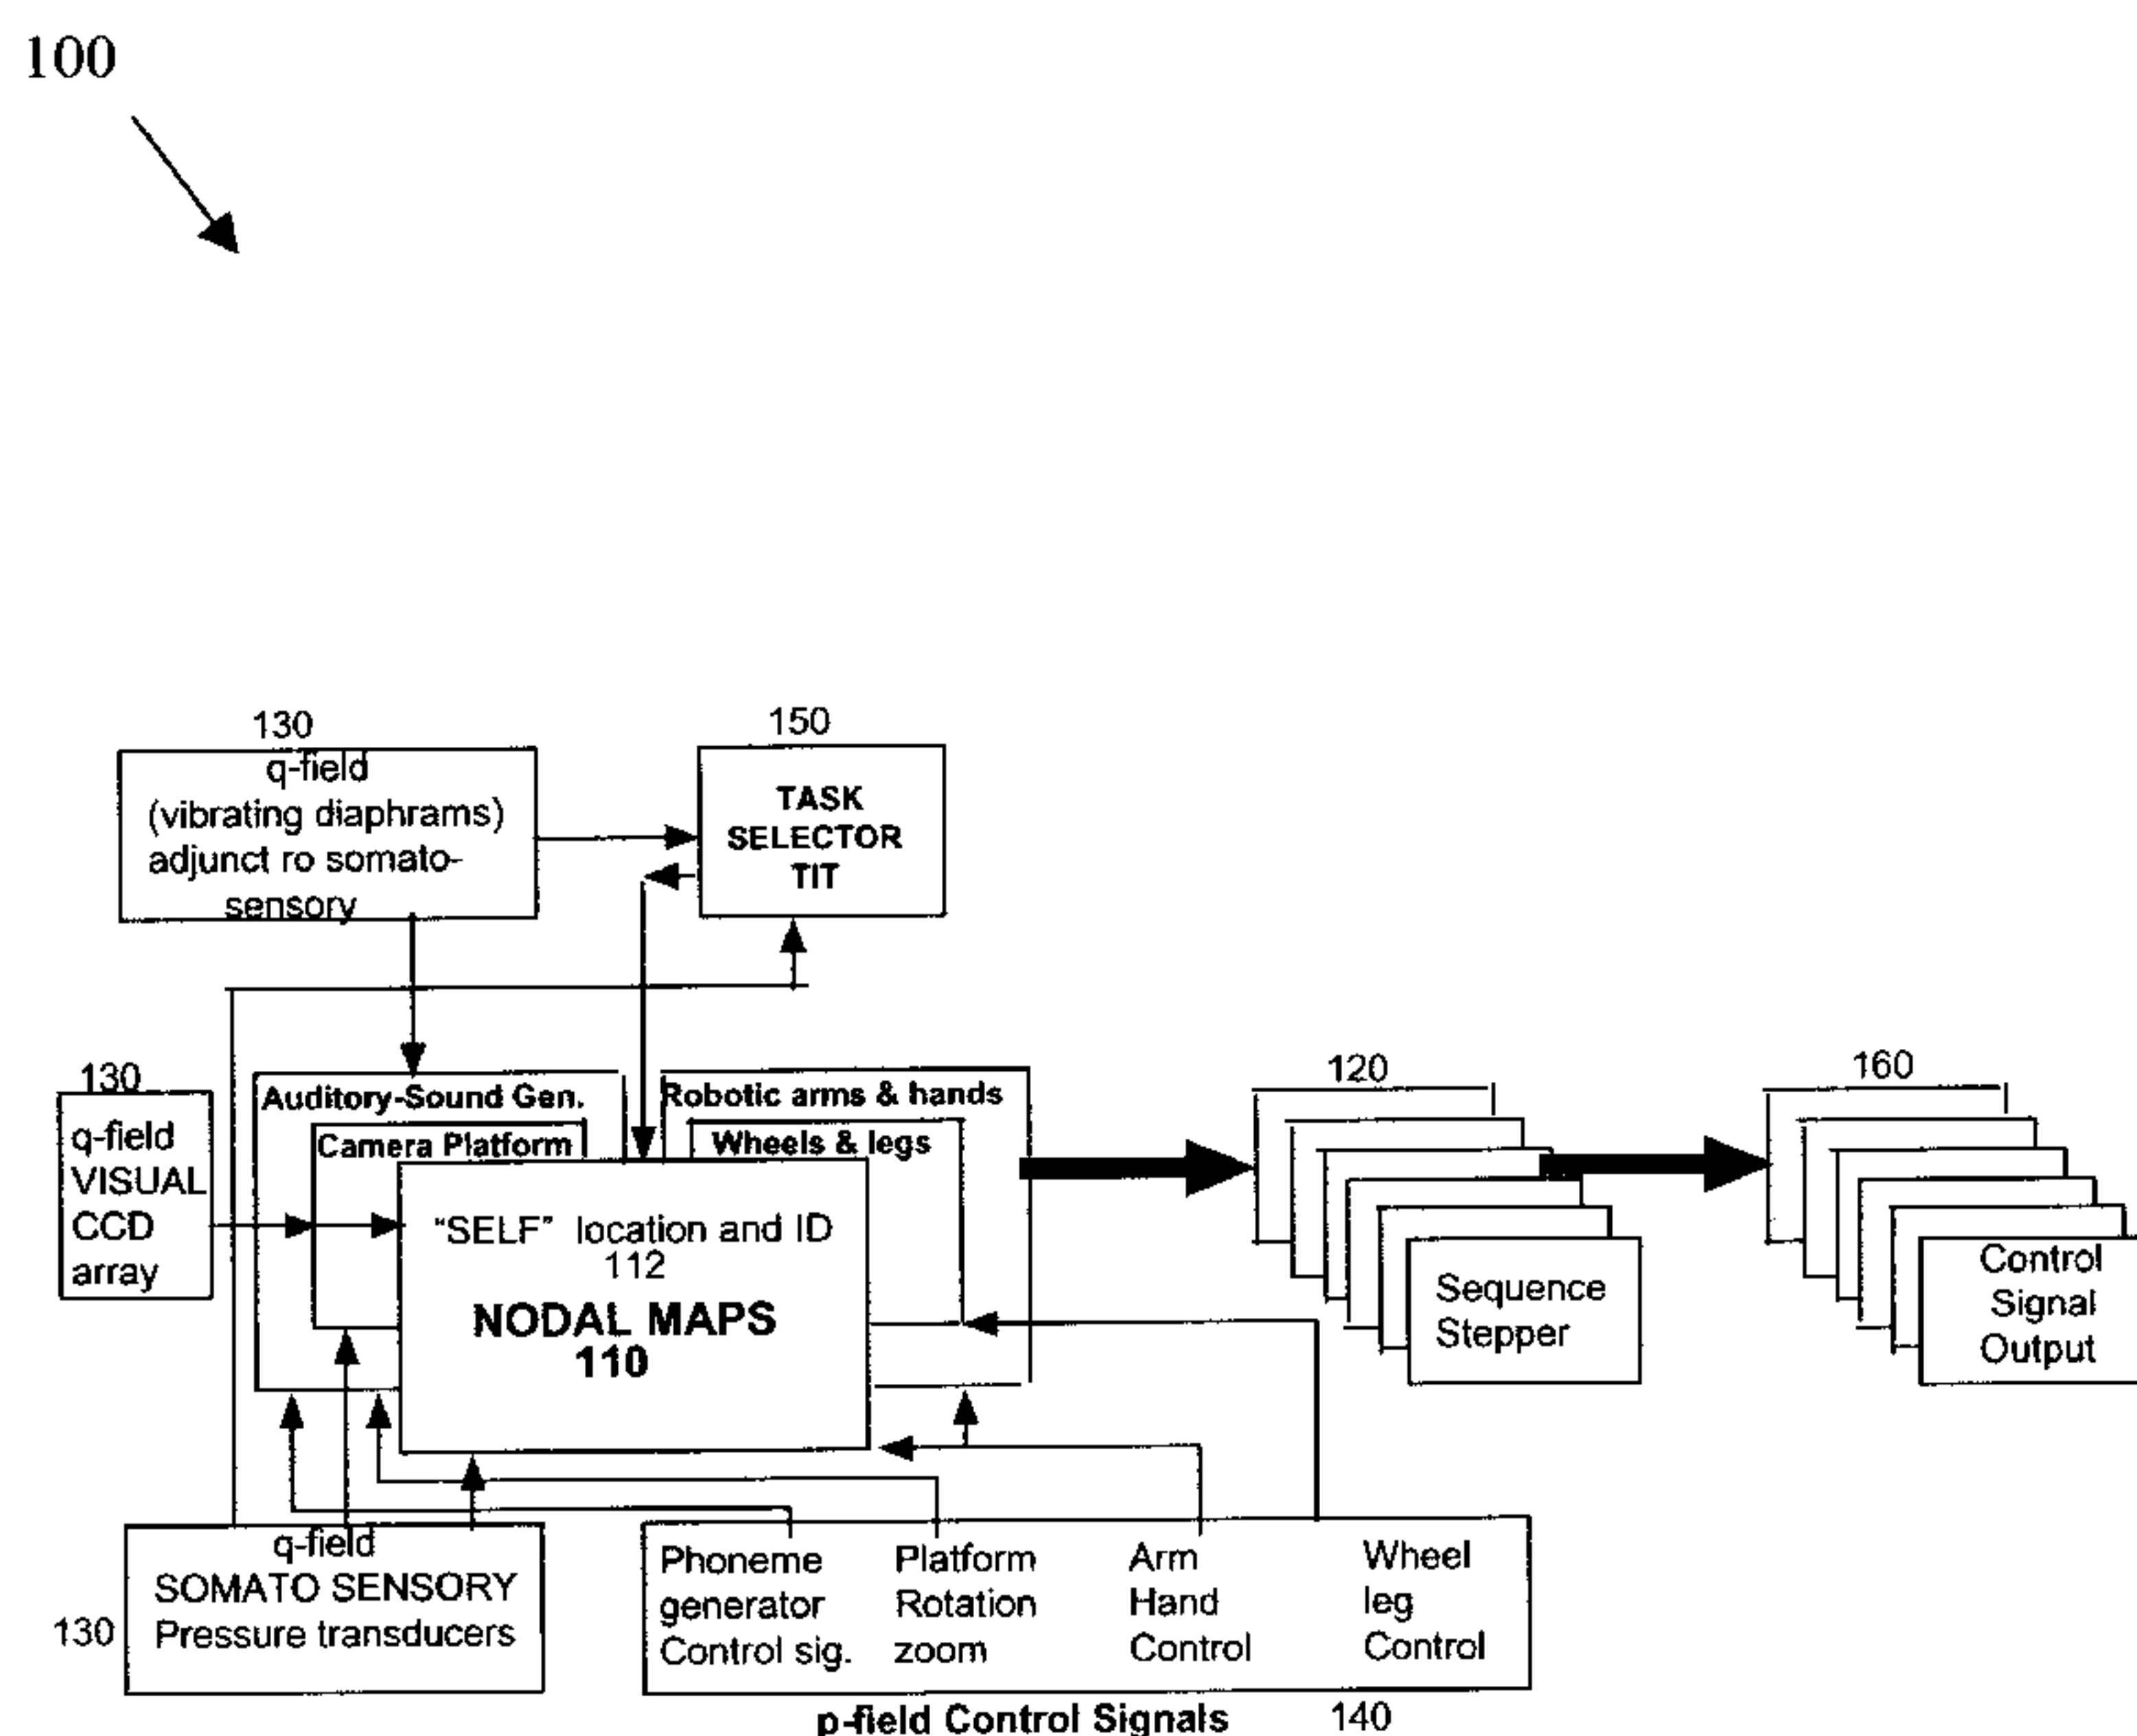 100
130
q-field
(vibrating diaphrams)
adjunct ro somato-
sensory
150
TASK
SELECTOR
TIT
130
q-field
VISUAL
CCD
array
Auditory-Sound Gen.
Camera Platform
Robotic arms & hands
Wheels & legs
"SELF" location and ID
112
NODAL MAPS
110
120
Sequence
Stepper
160
Control
Signal
Output
q-field
SOMATO SENSORY
Pressure transducers
130
Phoneme
generator
Control sig.
Platform
Rotation
zoom
Arm
Hand
Control
Wheel
leg
Control
p-field Control Signals 140